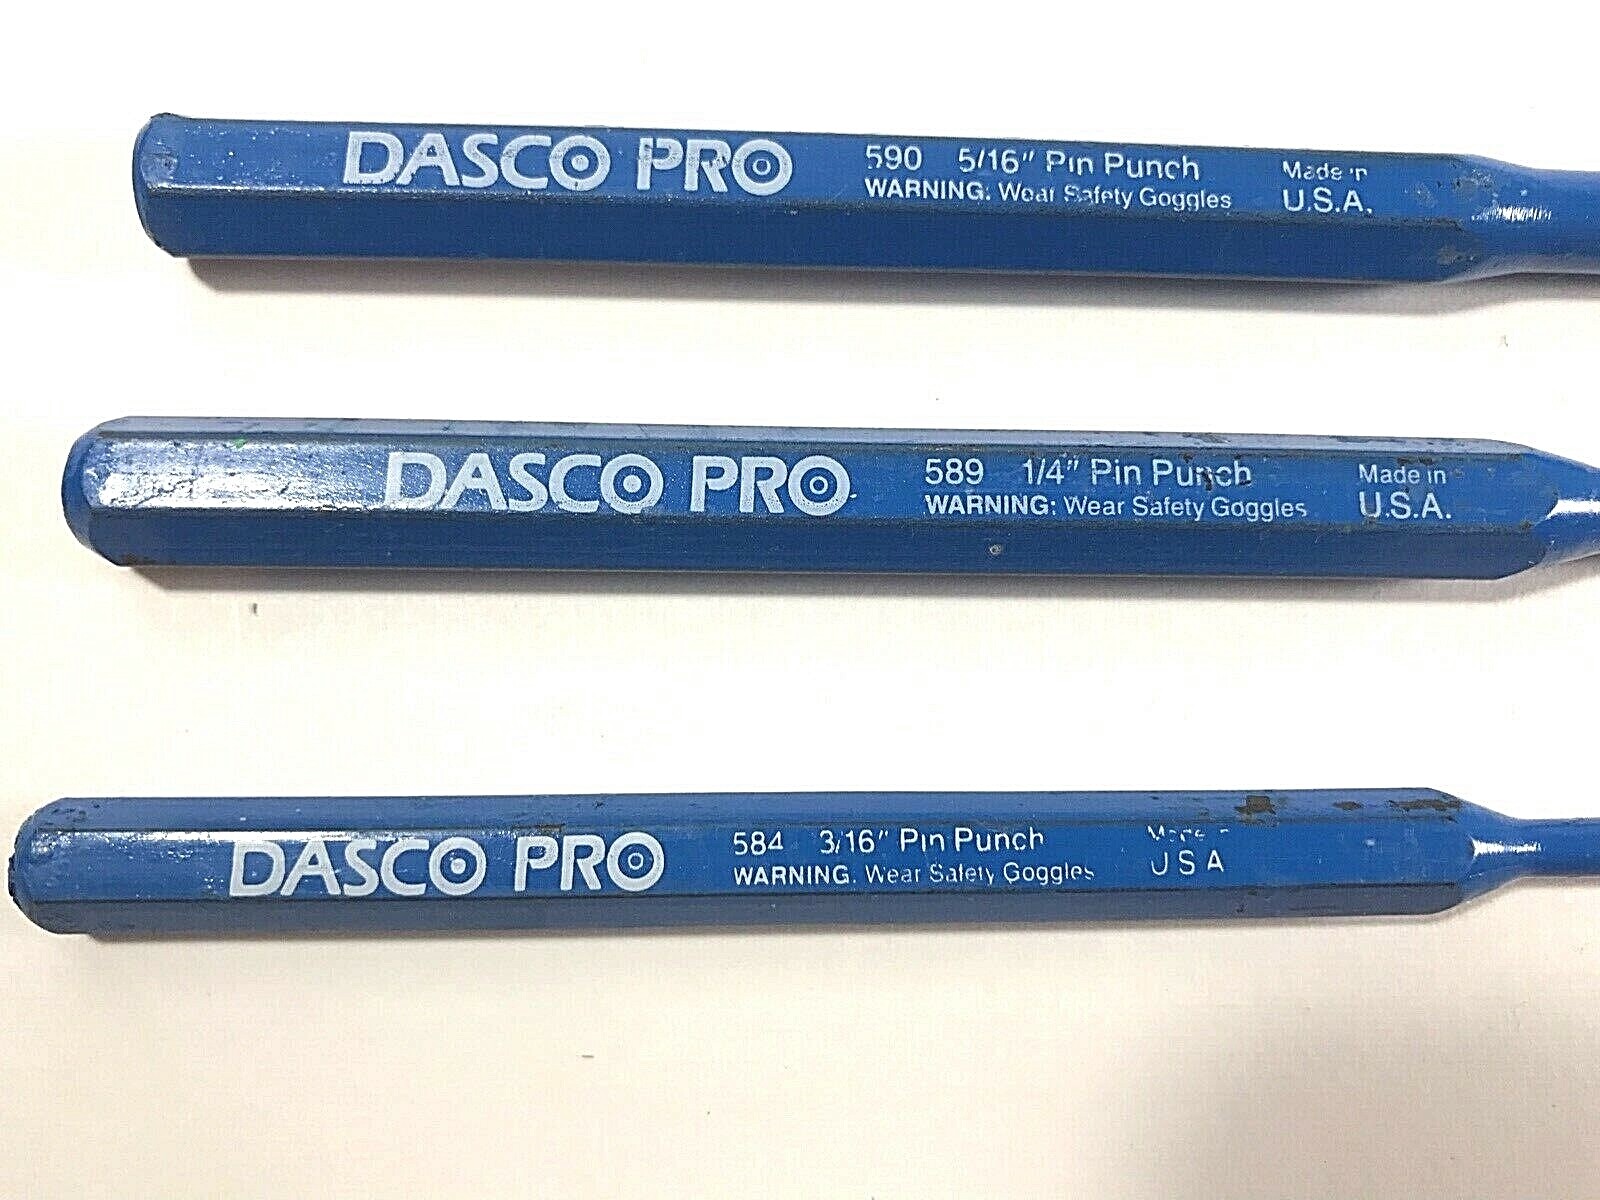 DASCO PRO 590 5/16" Pin Punch Made in
WARNING: Wear Safety Goggles U.S.A.
DASCO PRO 589 1/4" Pin Punch Made in
WARNING: Wear Safety Goggles U.S.A.
DASCO PRO 584 3/16" Pin Punch Made
WARNING. Wear Safety Goggles U S A